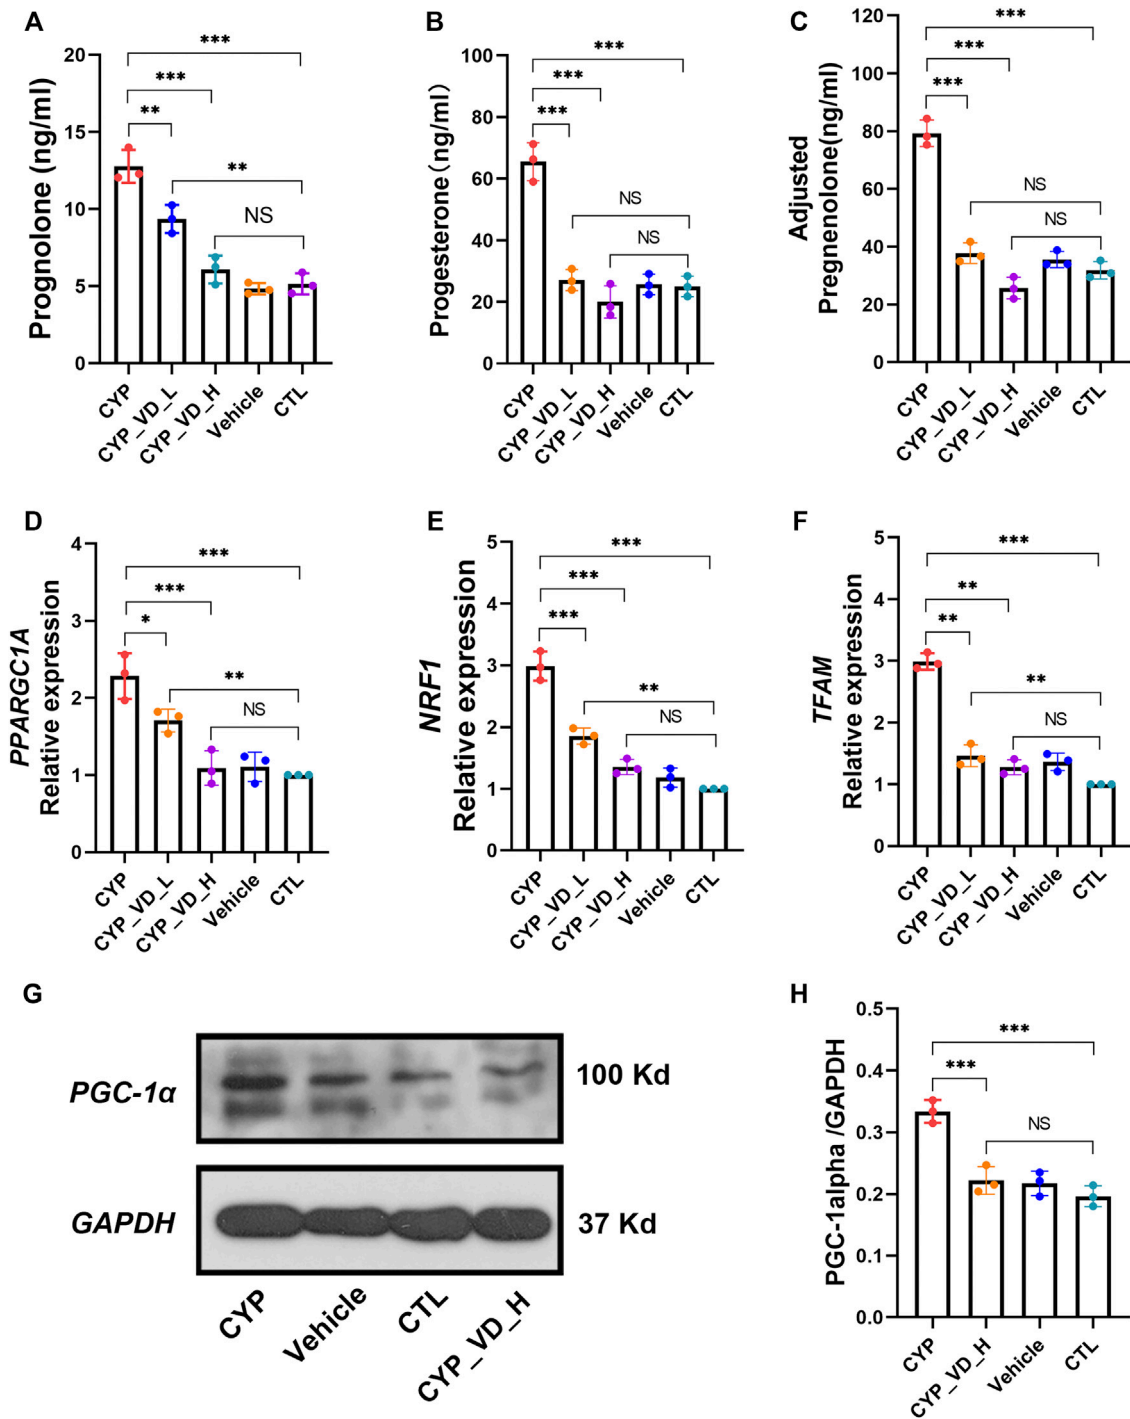 A
Prognolone (ng/ml)
20
15
10
5
0
***
***
**
**
NS
CYP
CYP_VD_L
CYP_VD_H
Vehicle
CTL
B
Progesterone (ng/ml)
100
80
60
40
20
0
***
***
***
NS
NS
CYP
CYP_VD_L
CYP_VD_H
Vehicle
CTL
C
Adjusted
Pregnenolone(ng/ml)
120
100
80
60
40
20
0
***
***
***
NS
NS
CYP
CYP_VD_L
CYP_VD_H
Vehicle
CTL
D
PPARGC1A
Relative expression
4
3
2
1
0
***
***
*
**
NS
CYP
CYP_VD_L
CYP_VD_H
Vehicle
CTL
E
NRF1
Relative expression
5
4
3
2
1
0
***
***
***
**
NS
CYP
CYP_VD_L
CYP_VD_H
Vehicle
CTL
F
TFAM
Relative expression
5
4
3
2
1
0
***
**
**
**
NS
CYP
CYP_VD_L
CYP_VD_H
Vehicle
CTL
G
PGC-1α
100 Kd
GAPDH
37 Kd
CYP
Vehicle
CTL
CYP_VD_H
H
PGC-1alpha /GAPDH
0.5
0.4
0.3
0.2
0.1
0.0
***
***
NS
CYP
CYP_VD_H
Vehicle
CTL